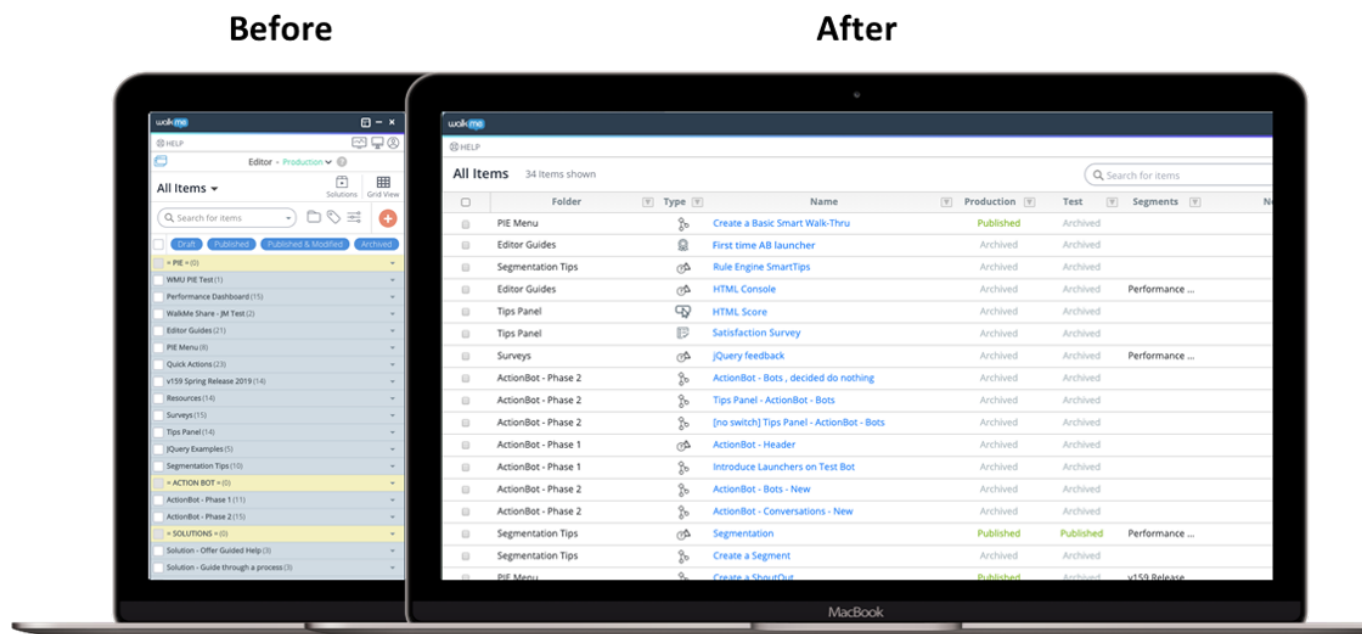 Before
After
walkme
HELP
Editor - Production
All Items
Solutions
Grid View
Search for items
Draft Published Published & Modified Archived
= PIE = (0)
WMU PIE Test (1)
Performance Dashboard (15)
WalkMe Share - JM Test (2)
Editor Guides (21)
PIE Menu (8)
Quick Actions (23)
v159 Spring Release 2019 (14)
Resources (14)
Surveys (15)
Tips Panel (14)
JQuery Examples (5)
Segmentation Tips (10)
= ACTION BOT = (0)
ActionBot - Phase 1 (11)
ActionBot - Phase 2 (15)
= SOLUTIONS = (0)
Solution - Offer Guided Help (3)
Solution - Guide through a process (3)
walkme
HELP
All Items 34 Items shown Search for items
Folder Type Name Production Test Segments
PIE Menu Create a Basic Smart Walk-Thru Published Archived
Editor Guides First time AB launcher Archived Archived
Segmentation Tips Rule Engine SmartTips Archived Archived
Editor Guides HTML Console Archived Archived Performance ...
Tips Panel HTML Score Archived Archived
Tips Panel Satisfaction Survey Archived Archived
Surveys jQuery feedback Archived Archived Performance ...
ActionBot - Phase 2 ActionBot - Bots , decided do nothing Archived Archived
ActionBot - Phase 2 Tips Panel - ActionBot - Bots Archived Archived
ActionBot - Phase 2 [no switch] Tips Panel - ActionBot - Bots Archived Archived
ActionBot - Phase 1 ActionBot - Header Archived Archived
ActionBot - Phase 1 Introduce Launchers on Test Bot Archived Archived
ActionBot - Phase 2 ActionBot - Bots - New Archived Archived
ActionBot - Phase 2 ActionBot - Conversations - New Archived Archived
Segmentation Tips Segmentation Published Published Performance ...
Segmentation Tips Create a Segment Archived Archived
PIE Menu Create a ShoutOut Published Archived v159 Release
MacBook